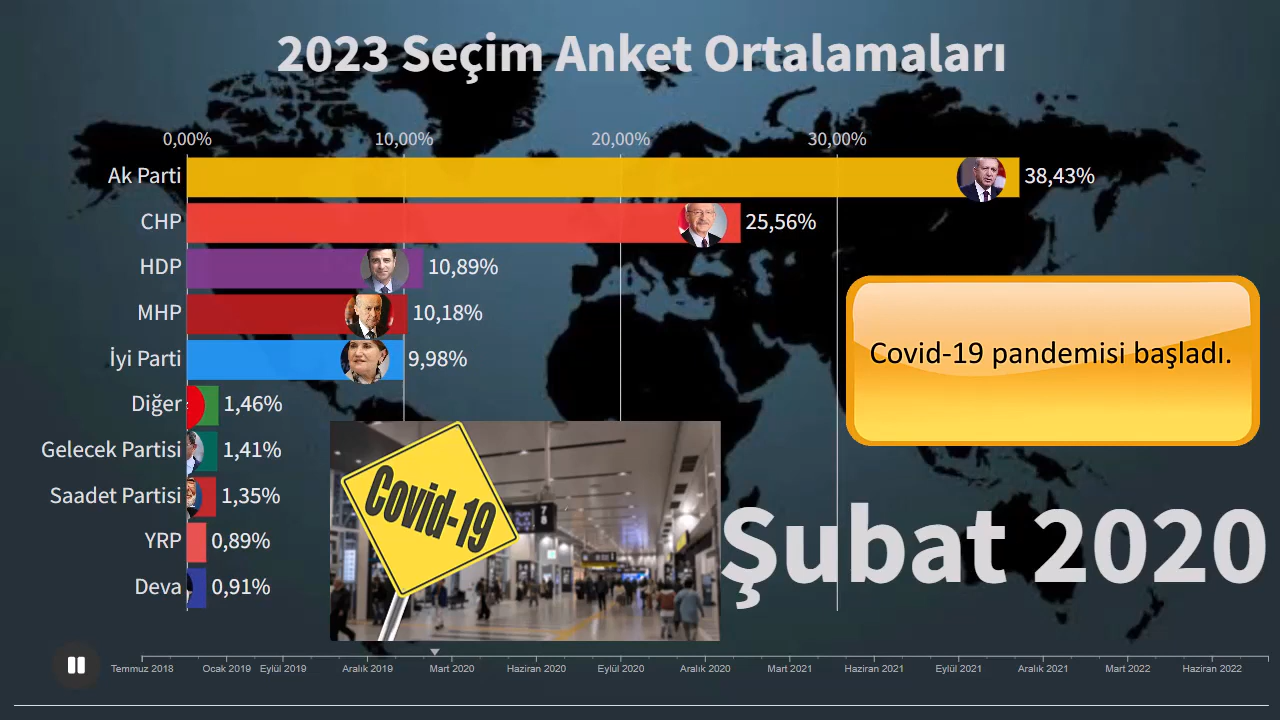 2023 Seçim Anket Ortalamaları
0,00% 10,00% 20,00% 30,00%
Ak Parti 38,43%
CHP 25,56%
HDP 10,89%
MHP 10,18%
İyi Parti 9,98%
Diğer 1,46%
Gelecek Partisi 1,41%
Saadet Partisi 1,35%
YRP 0,89%
Deva 0,91%
Covid-19 pandemisi başladı.
Covid-19
7
8
Şubat 2020
Temmuz 2018 Ocak 2019 Eylül 2019 Aralık 2019 Mart 2020 Haziran 2020 Eylül 2020 Aralık 2020 Mart 2021 Haziran 2021 Eylül 2021 Aralık 2021 Mart 2022 Haziran 2022